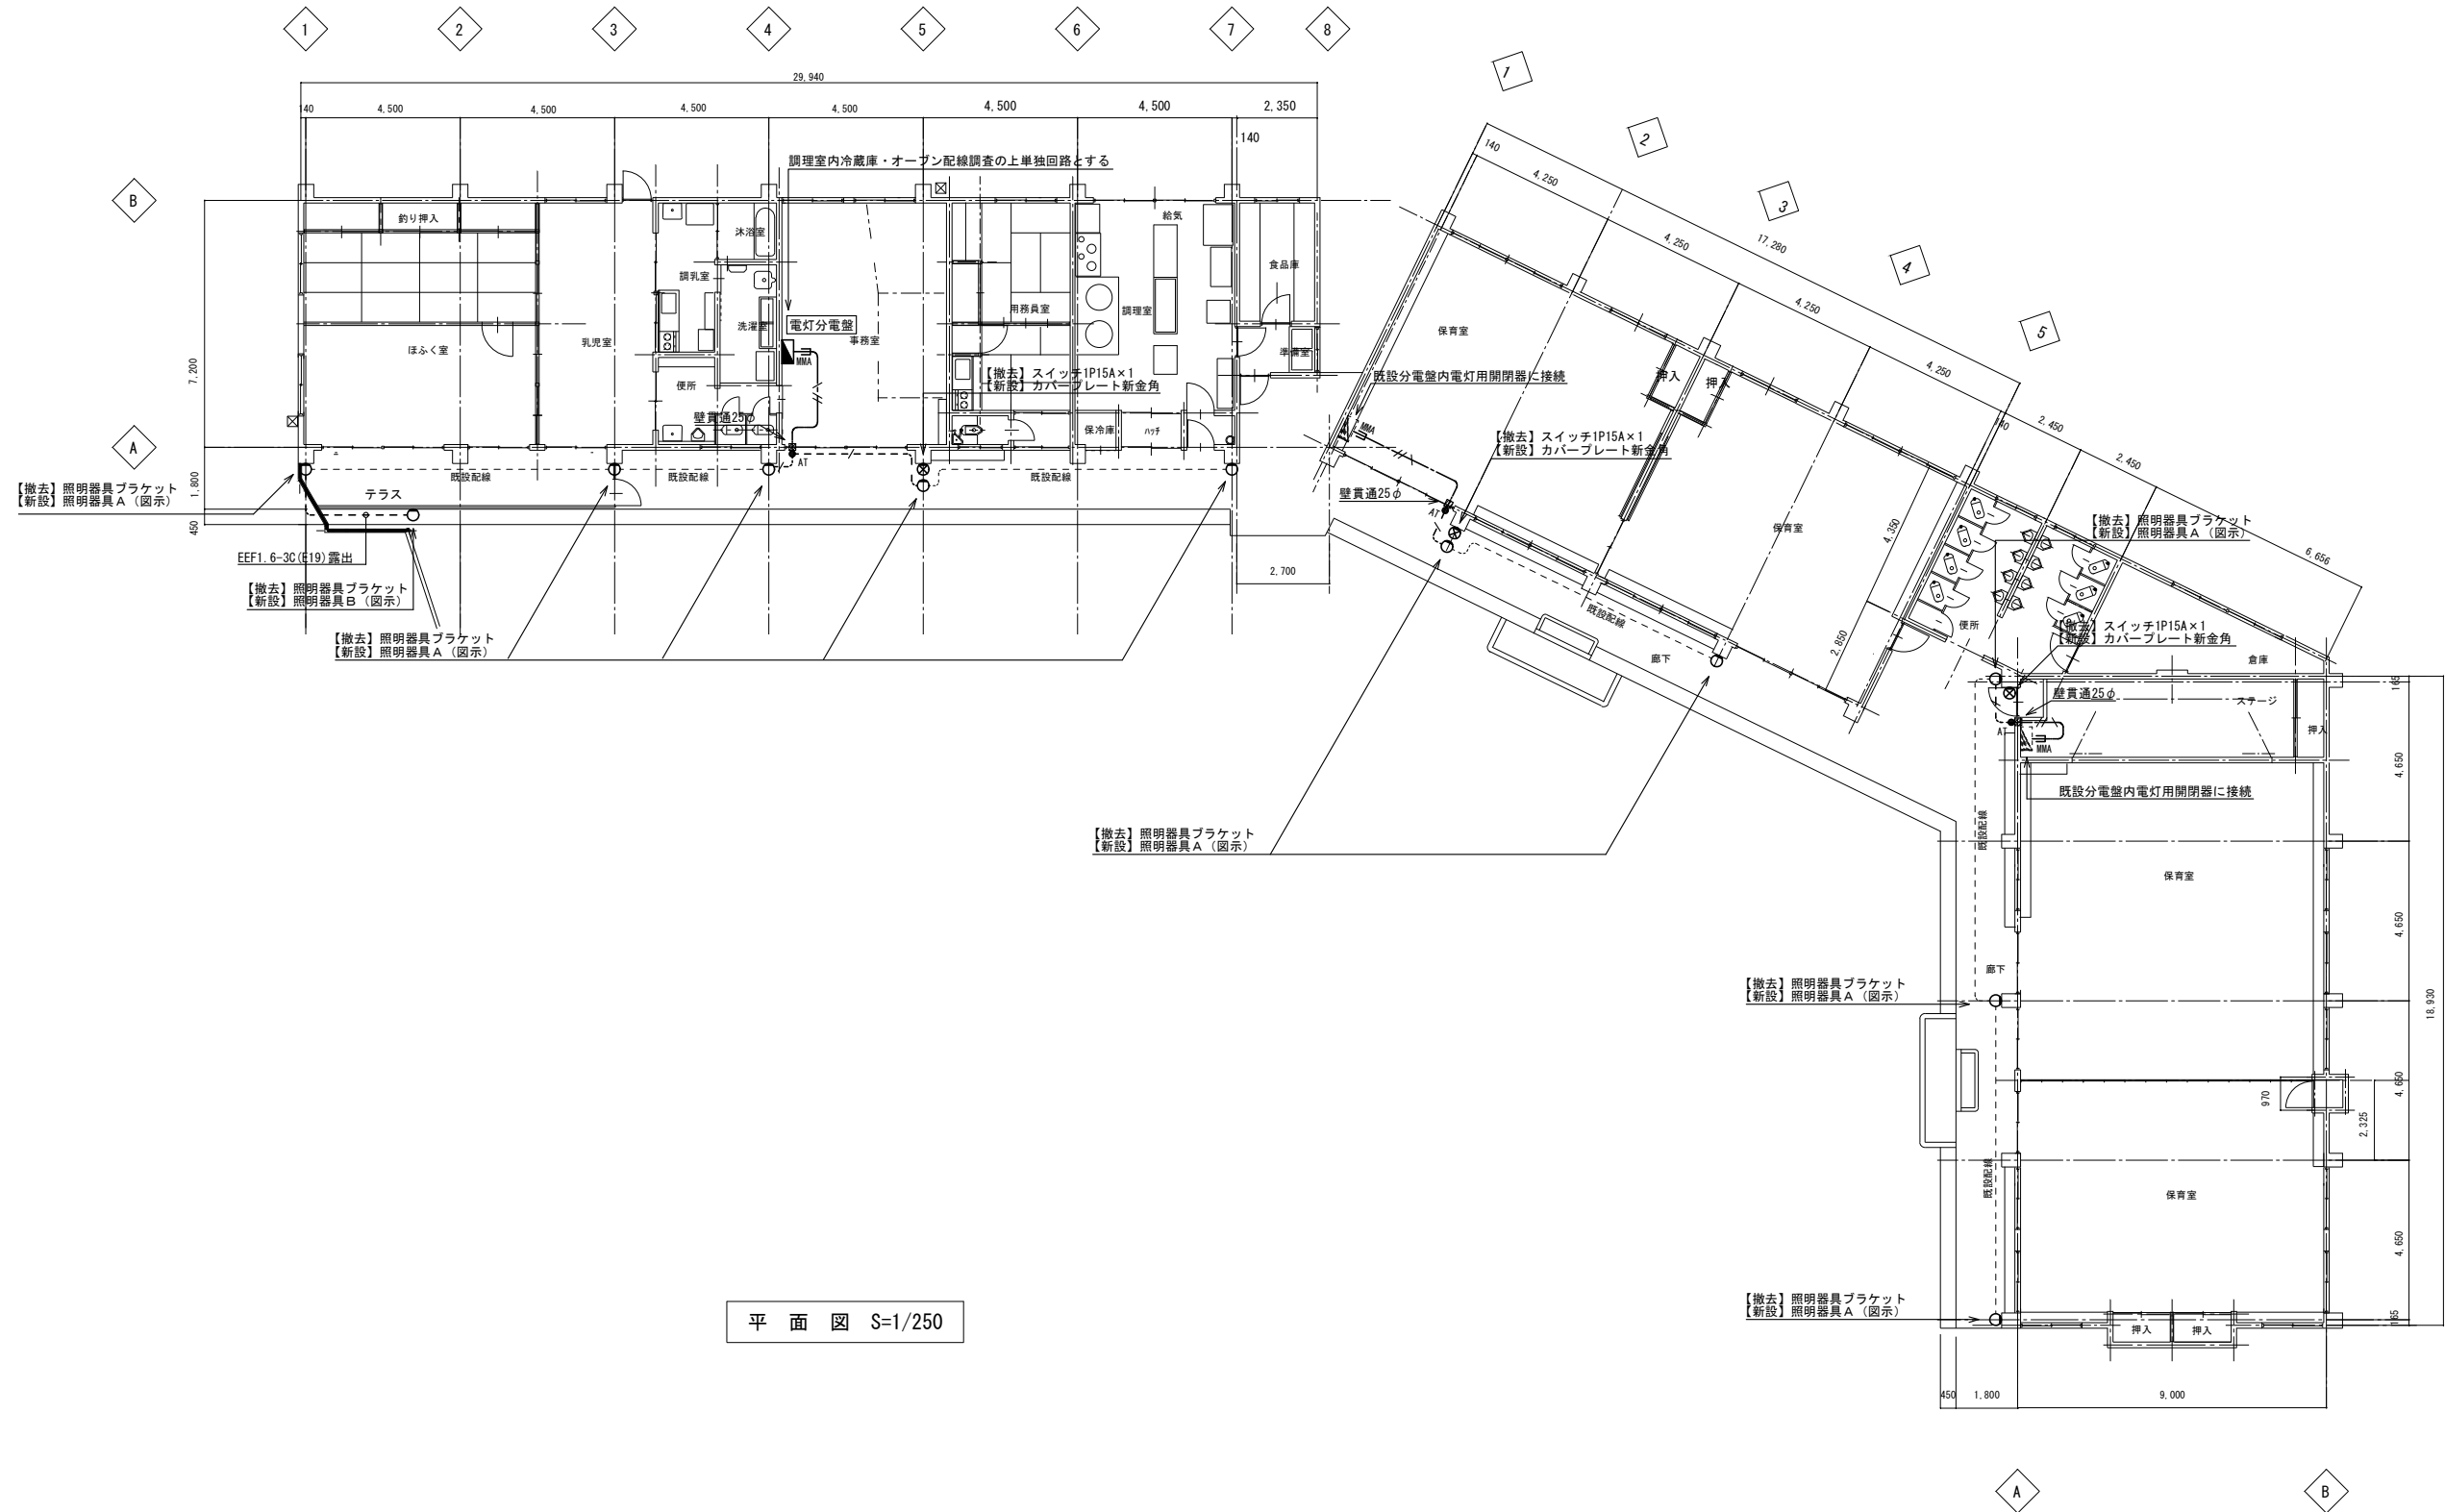 1
2
3
4
5
6
7
8
29,940
140
4,500
4,500
4,500
4,500
4,500
4,500
2,350
140
調理室内冷蔵庫・オーブン配線調査の上単独回路とする
B
A
7,200
1,800
450
釣り押入
ほふく室
乳児室
沐浴室
調乳室
洗濯室
便所
電灯分電盤
MMA
事務室
用務員室
給気
調理室
食品庫
準備室
【撤去】スイッチ1P15A×1
【新設】カバープレート新金角
壁貫通25φ
AT
保冷庫
ハッチ
既設配線
既設配線
既設配線
テラス
【撤去】照明器具ブラケット
【新設】照明器具A（図示）
EEF1.6-3C(E19)露出
【撤去】照明器具ブラケット
【新設】照明器具B（図示）
【撤去】照明器具ブラケット
【新設】照明器具A（図示）
2,700
1
2
3
4
5
140
4,250
4,250
4,250
4,250
17,280
2,450
2,450
6,656
保育室
押入
押入
既設分電盤内電灯用開閉器に接続
MMA
【撤去】スイッチ1P15A×1
【新設】カバープレート新金角
壁貫通25φ
AT
保育室
4,350
2,850
既設配線
廊下
便所
【撤去】照明器具ブラケット
【新設】照明器具A（図示）
【撤去】スイッチ1P15A×1
【新設】カバープレート新金角
倉庫
壁貫通25φ
ステージ
押入
AT
MMA
既設分電盤内電灯用開閉器に接続
【撤去】照明器具ブラケット
【新設】照明器具A（図示）
既設配線
保育室
廊下
【撤去】照明器具ブラケット
【新設】照明器具A（図示）
既設配線
保育室
【撤去】照明器具ブラケット
【新設】照明器具A（図示）
押入
押入
165
4,650
4,650
4,650
4,650
165
18,930
970
2,325
450
1,800
9,000
A
B
平 面 図 S=1/250